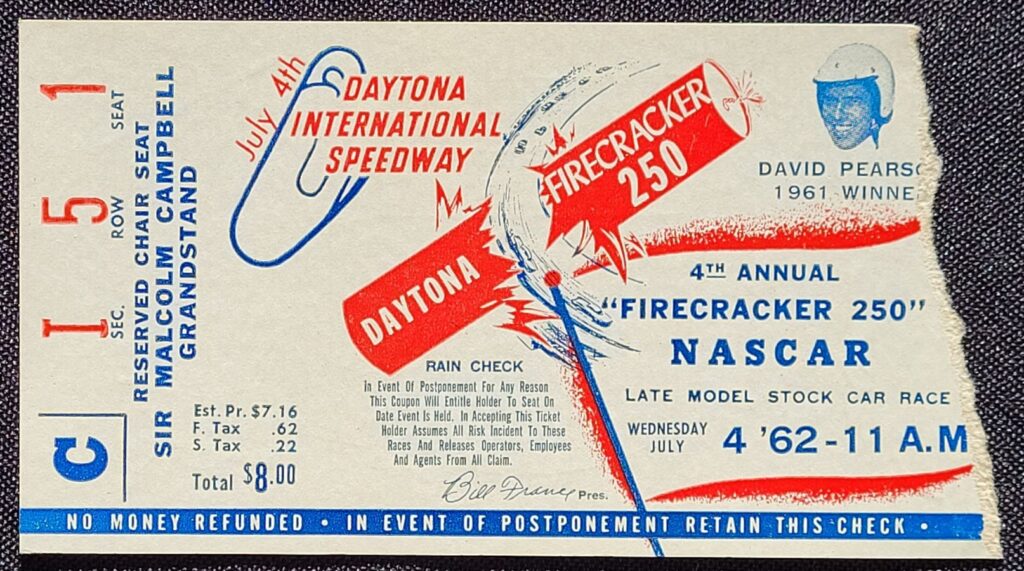 I 5 1
SEC. ROW SEAT
RESERVED CHAIR SEAT
SIR MALCOLM CAMPBELL
GRANDSTAND
C
July 4th
DAYTONA
INTERNATIONAL
SPEEDWAY
DAYTONA
FIRECRACKER
250
DAVID PEARSO
1961 WINNE
4TH ANNUAL
"FIRECRACKER 250"
NASCAR
LATE MODEL STOCK CAR RACE
WEDNESDAY
JULY 4 '62-11 A.M
RAIN CHECK
In Event Of Postponement For Any Reason
This Coupon Will Entitle Holder To Seat On
Date Event Is Held. In Accepting This Ticket
Holder Assumes All Risk Incident To These
Races And Releases Operators, Employees
And Agents From All Claim.
Bill France Pres.
Est. Pr. $7.16
F. Tax .62
S. Tax .22
Total $8.00
NO MONEY REFUNDED • IN EVENT OF POSTPONEMENT RETAIN THIS CHECK •